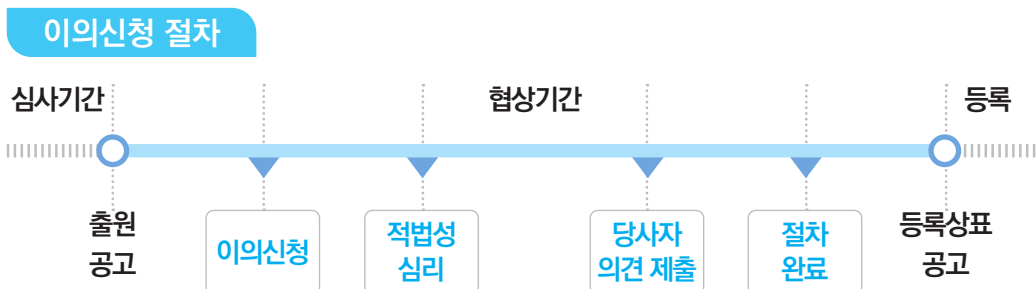 이의신청 절차
심사기간
협상기간
등록
출원
공고
이의신청
적법성
심리
당사자
의견 제출
절차
완료
등록상표
공고